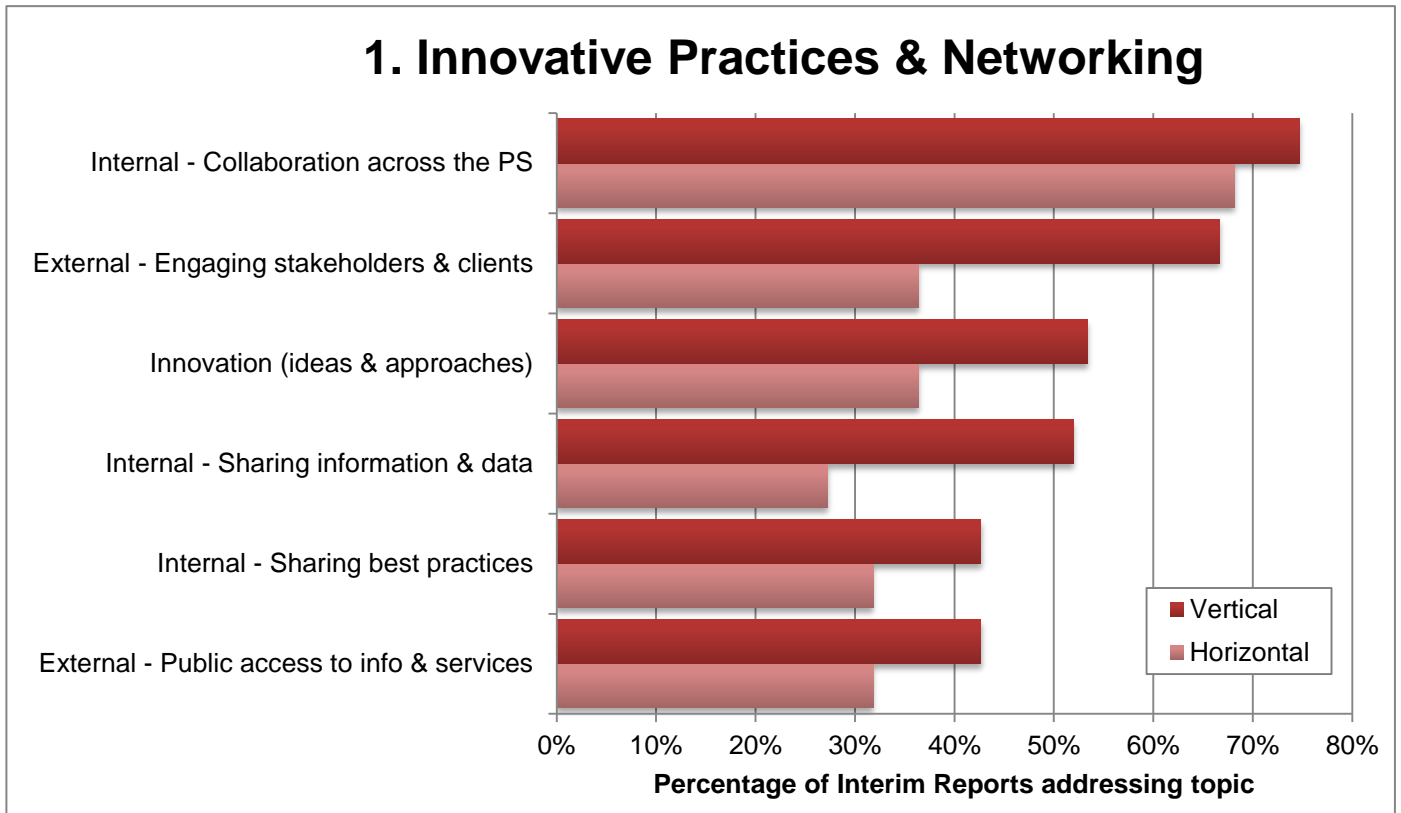 1. Innovative Practices & Networking
Internal - Collaboration across the PS
External - Engaging stakeholders & clients
Innovation (ideas & approaches)
Internal - Sharing information & data
Internal - Sharing best practices
External - Public access to info & services
Vertical
Horizontal
0% 10% 20% 30% 40% 50% 60% 70% 80%
Percentage of Interim Reports addressing topic